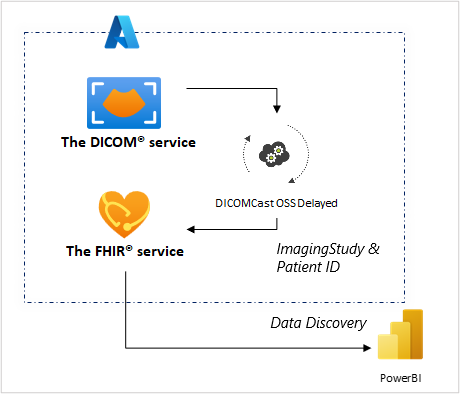 The DICOM® service
DICOMCast OSS Delayed
The FHIR® service
ImagingStudy &
Patient ID
Data Discovery
PowerBI